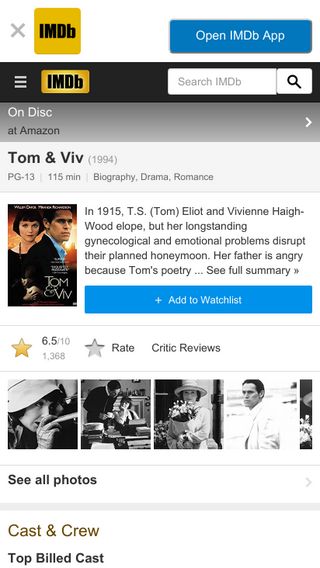 IMDb
Open IMDb App
IMDb
Search IMDb
On Disc
at Amazon
Tom & Viv (1994)
PG-13 | 115 min | Biography, Drama, Romance
WILLEM DAFOE MIRANDA RICHARDSON
TOM & VIV
In 1915, T.S. (Tom) Eliot and Vivienne Haigh-
Wood elope, but her longstanding
gynecological and emotional problems disrupt
their planned honeymoon. Her father is angry
because Tom's poetry ... See full summary »
+ Add to Watchlist
6.5/10
1,368
Rate
Critic Reviews
See all photos
Cast & Crew
Top Billed Cast